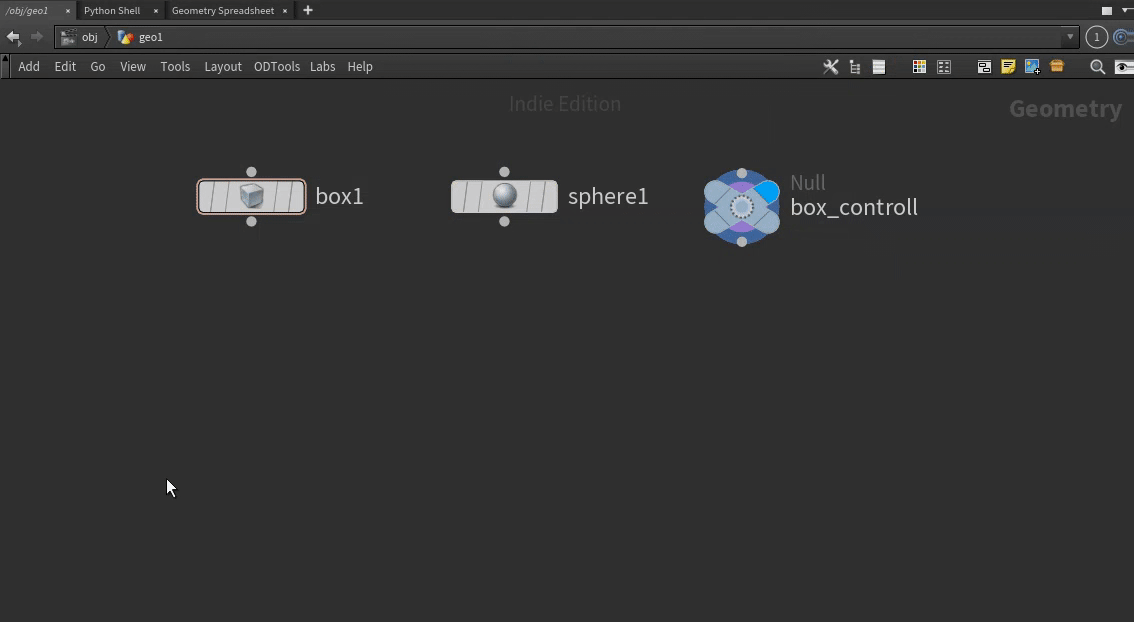 /obj/geo1 × Python Shell × Geometry Spreadsheet × +
obj geo1 1
Add Edit Go View Tools Layout ODTools Labs Help
Indie Edition
Geometry
box1
sphere1
Null
box_controll